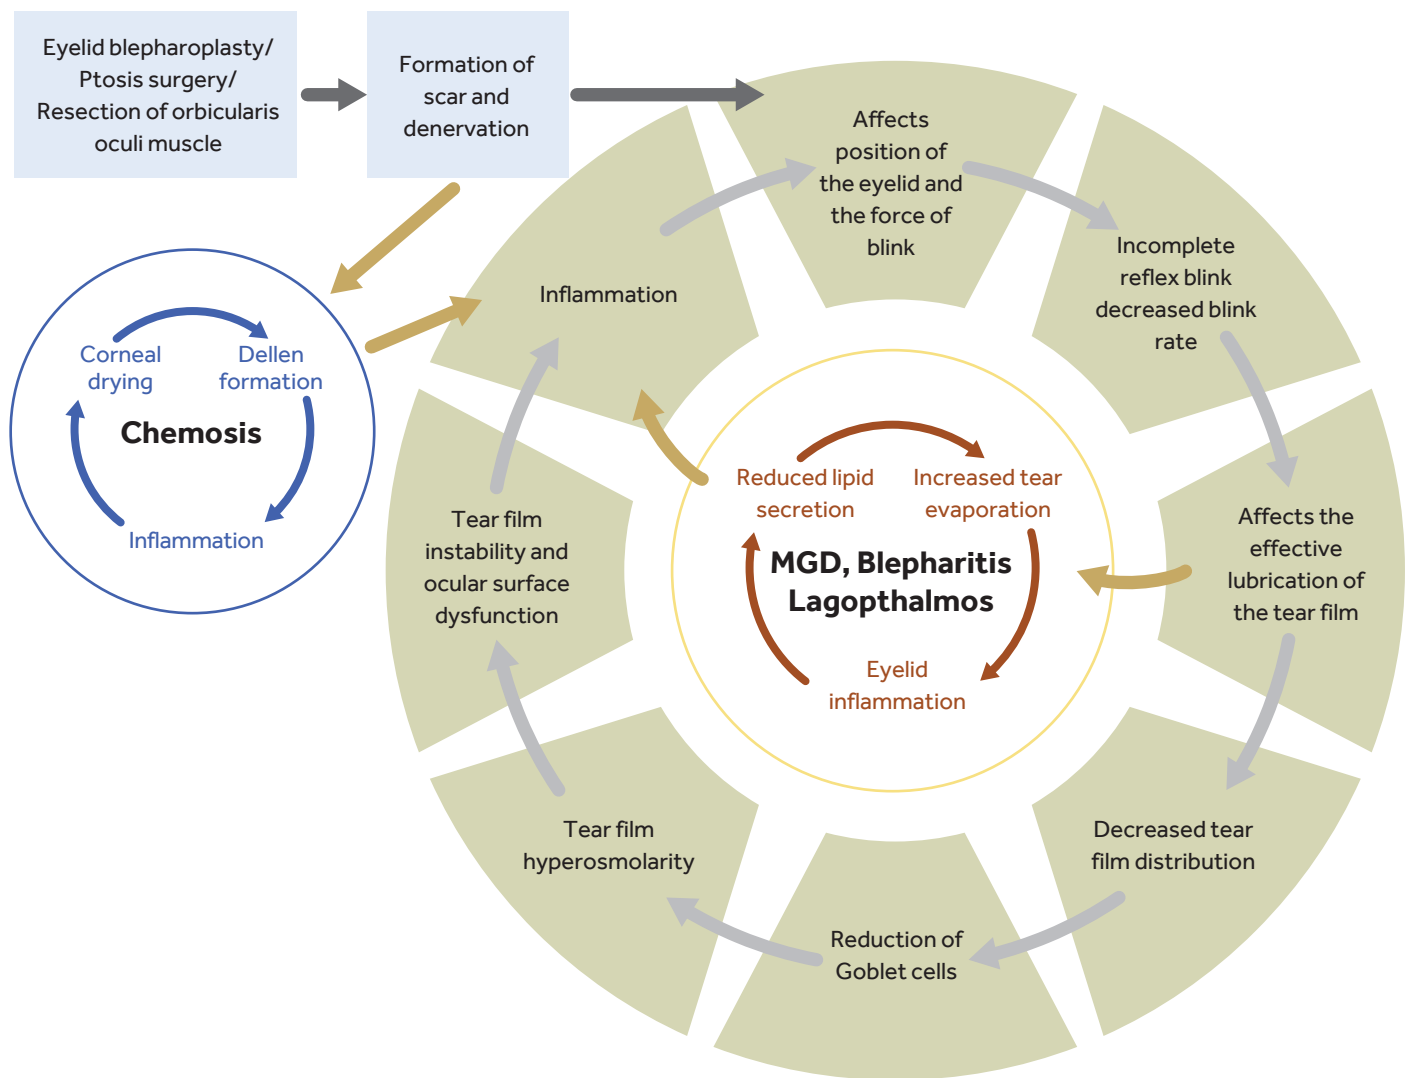 Eyelid blepharoplasty/
Ptosis surgery/
Resection of orbicularis
oculi muscle
Formation of
scar and
denervation
Affects
position of
the eyelid and
the force of
blink
Incomplete
reflex blink
decreased blink
rate
Affects the
effective
lubrication of
the tear film
Decreased tear
film distribution
Reduction of
Goblet cells
Tear film
hyperosmolarity
Tear film
instability and
ocular surface
dysfunction
Inflammation
Corneal
drying
Dellen
formation
Chemosis
Inflammation
Reduced lipid
secretion
Increased tear
evaporation
MGD, Blepharitis
Lagopthalmos
Eyelid
inflammation